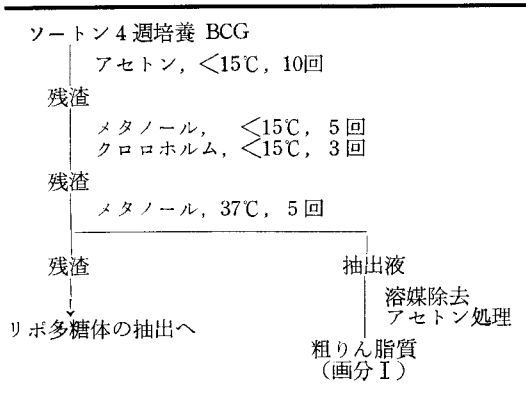 ソートン4週培養 BCG
アセトン，<15℃，10回
残渣
メタノール， <15℃，5回
クロロホルム，<15℃，3回
残渣
メタノール，37℃，5回
残渣
抽出液
溶媒除去
アセトン処理
リポ多糖体の抽出へ
粗りん脂質
（画分Ⅰ）